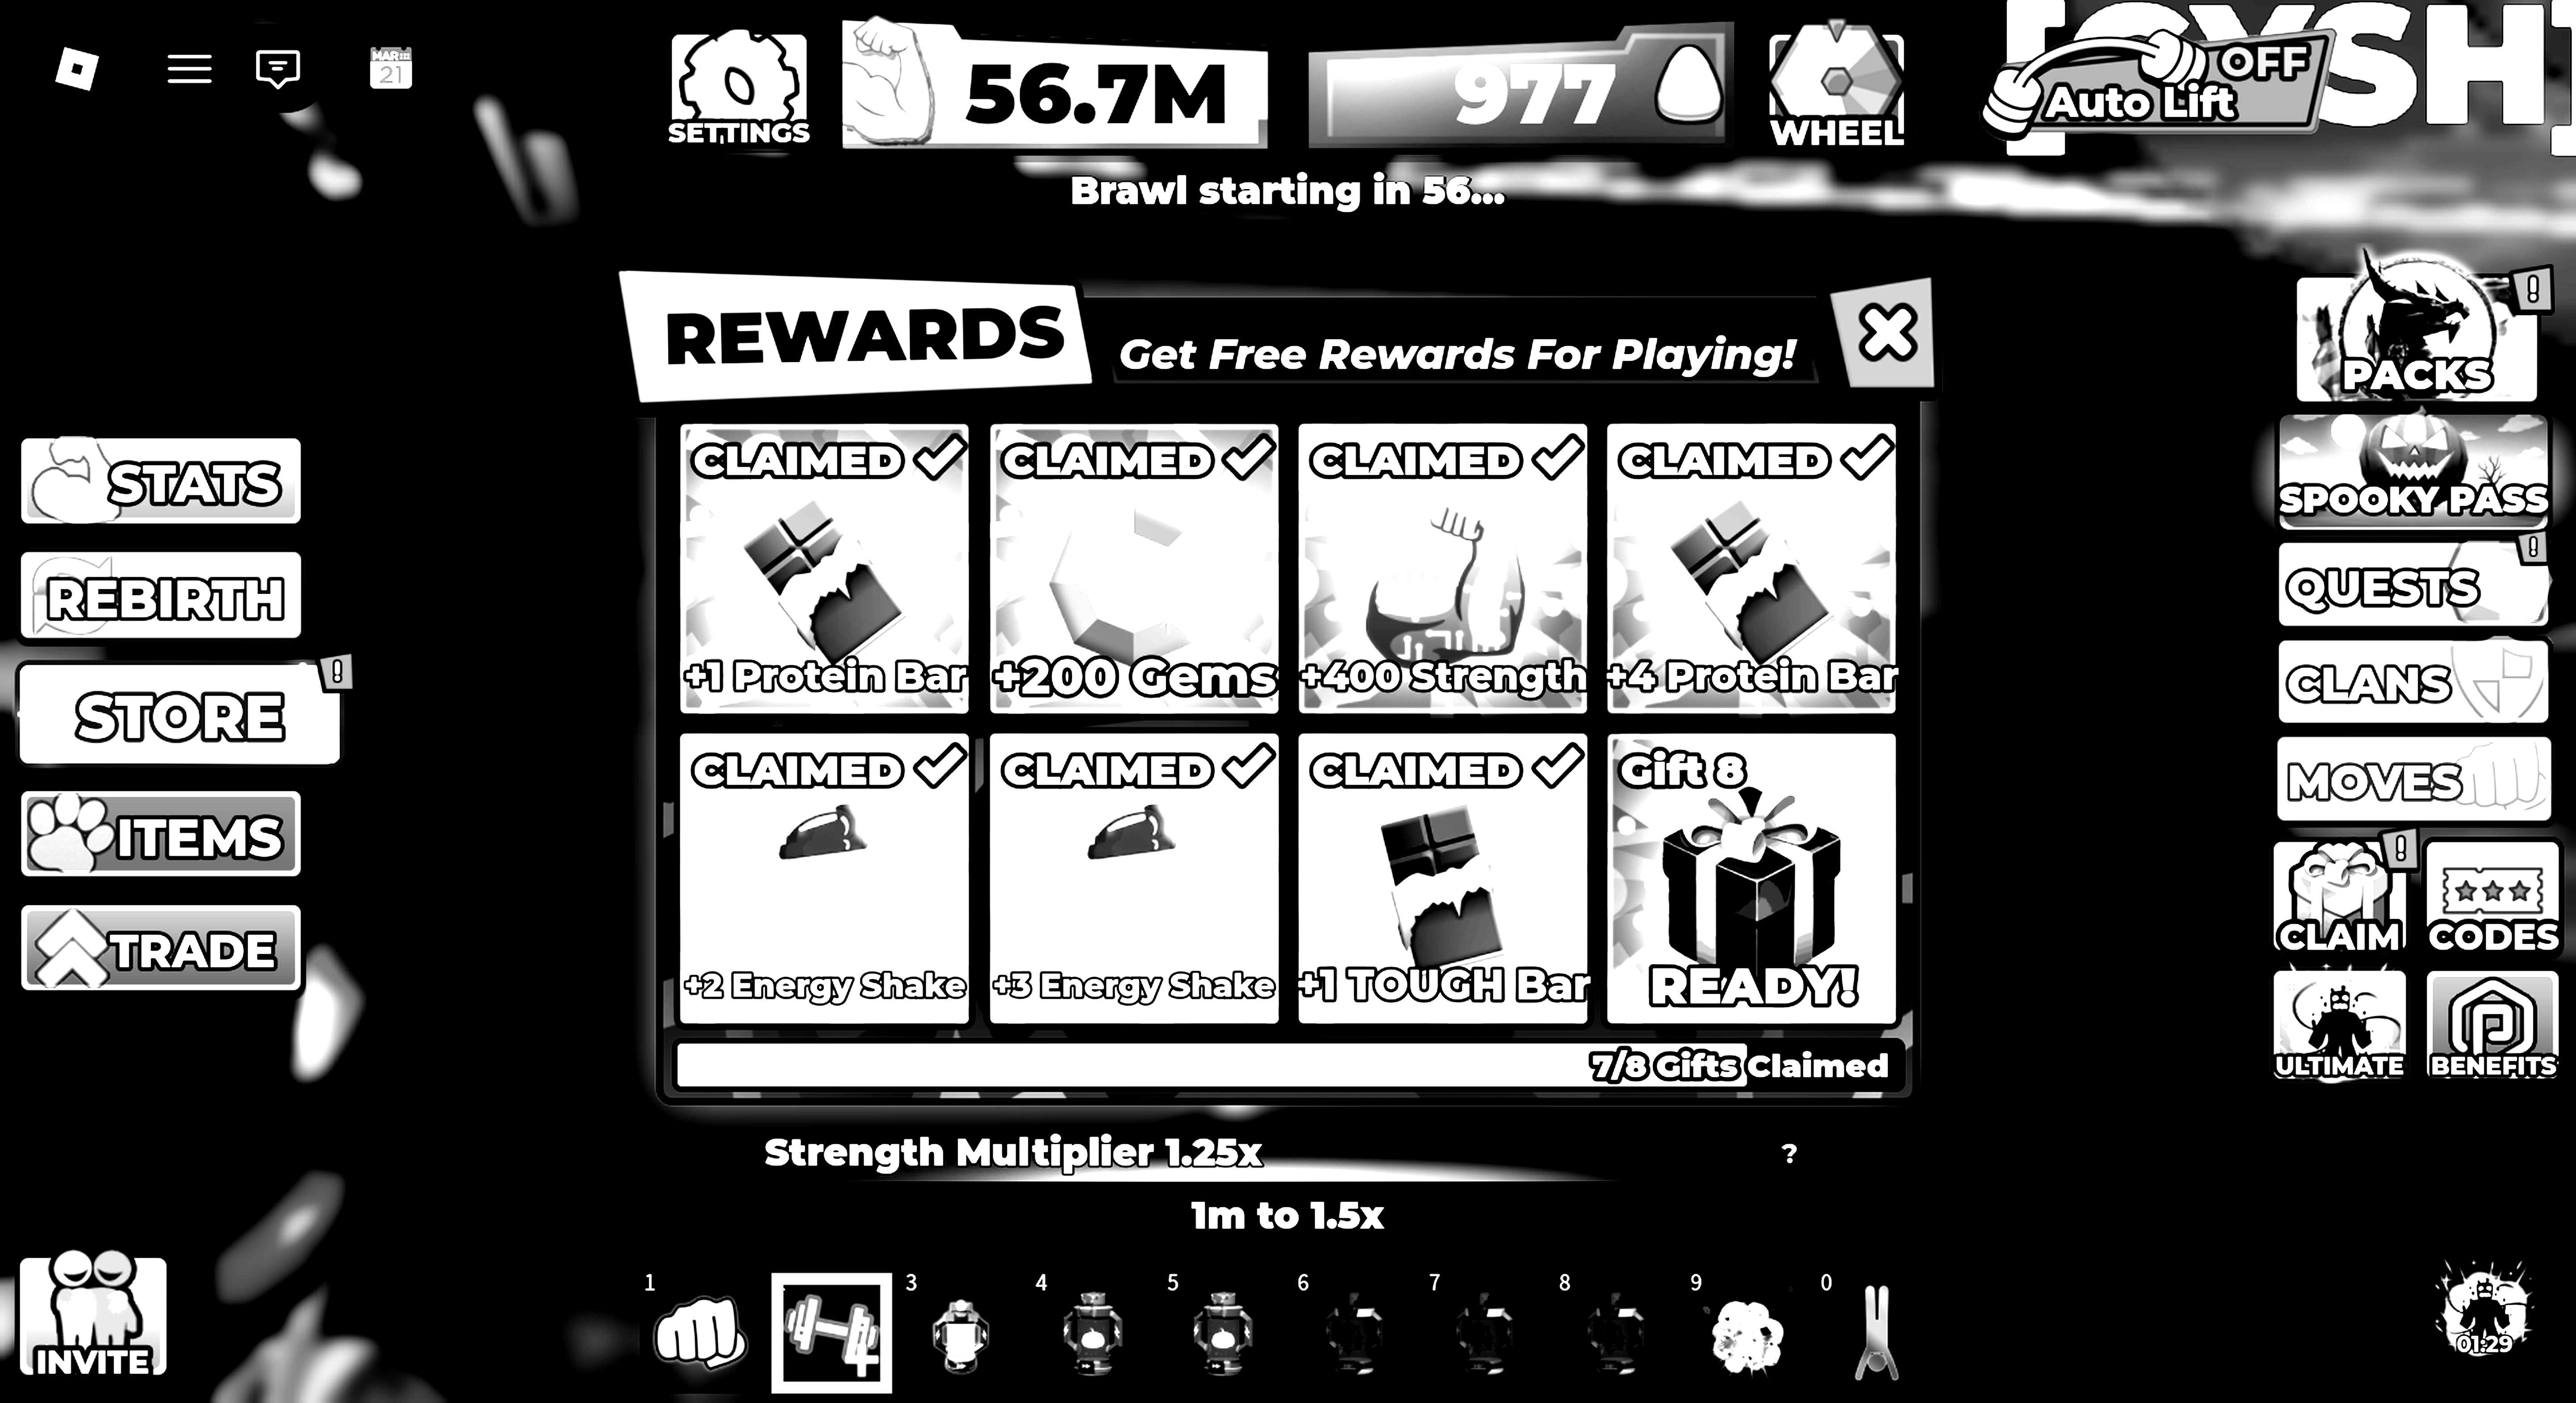 MAR
21
SETTINGS
56.7M
977
WHEEL
OFF
Auto Lift
Brawl starting in 56...
REWARDS
Get Free Rewards For Playing!
CLAIMED
+1 Protein Bar
CLAIMED
+200 Gems
CLAIMED
+400 Strength
CLAIMED
+4 Protein Bar
CLAIMED
+2 Energy Shake
CLAIMED
+3 Energy Shake
CLAIMED
+1 TOUGH Bar
Gift 8
READY!
7/8 Gifts Claimed
STATS
REBIRTH
!
STORE
ITEMS
TRADE
INVITE
!
PACKS
SPOOKY PASS
!
QUESTS
CLANS
MOVES
!
CLAIM
CODES
ULTIMATE
BENEFITS
Strength Multiplier 1.25x
?
1m to 1.5x
1
3
4
5
6
7
8
9
0
01:29